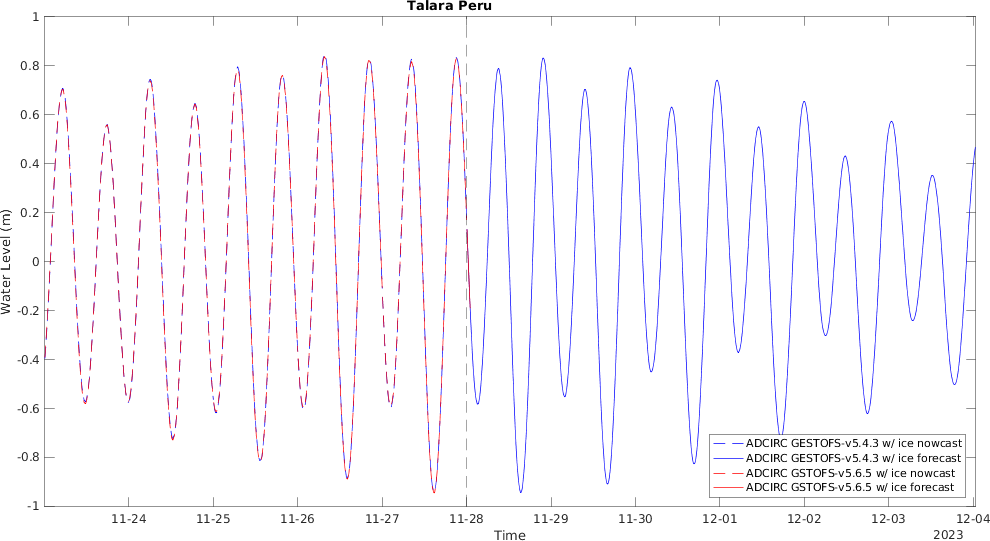 Talara Peru
1
0.8
0.6
0.4
0.2
0
-0.2
-0.4
-0.6
-0.8
-1
Water Level (m)
11-24 11-25 11-26 11-27 11-28 11-29 11-30 12-01 12-02 12-03 12-04
Time
2023
ADCIRC GESTOFS-v5.4.3 w/ ice nowcast
ADCIRC GESTOFS-v5.4.3 w/ ice forecast
ADCIRC GSTOFS-v5.6.5 w/ ice nowcast
ADCIRC GSTOFS-v5.6.5 w/ ice forecast